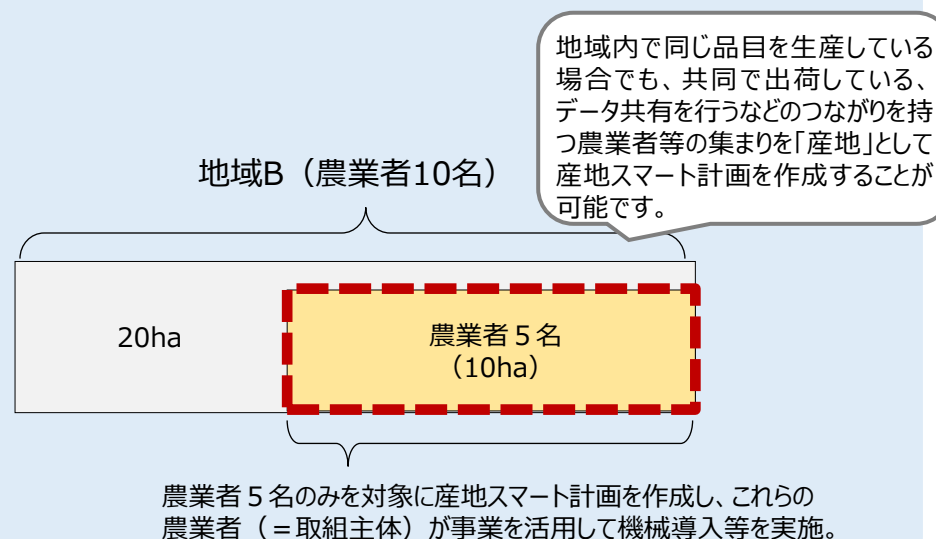 地域内で同じ品目を生産している
場合でも、共同で出荷している、
データ共有を行うなどのつながりを持
つ農業者等の集まりを「産地」として
産地スマート計画を作成することが
可能です。
地域B（農業者10名）
20ha
農業者５名
（10ha）
農業者５名のみを対象に産地スマート計画を作成し、これらの
農業者（＝取組主体）が事業を活用して機械導入等を実施。